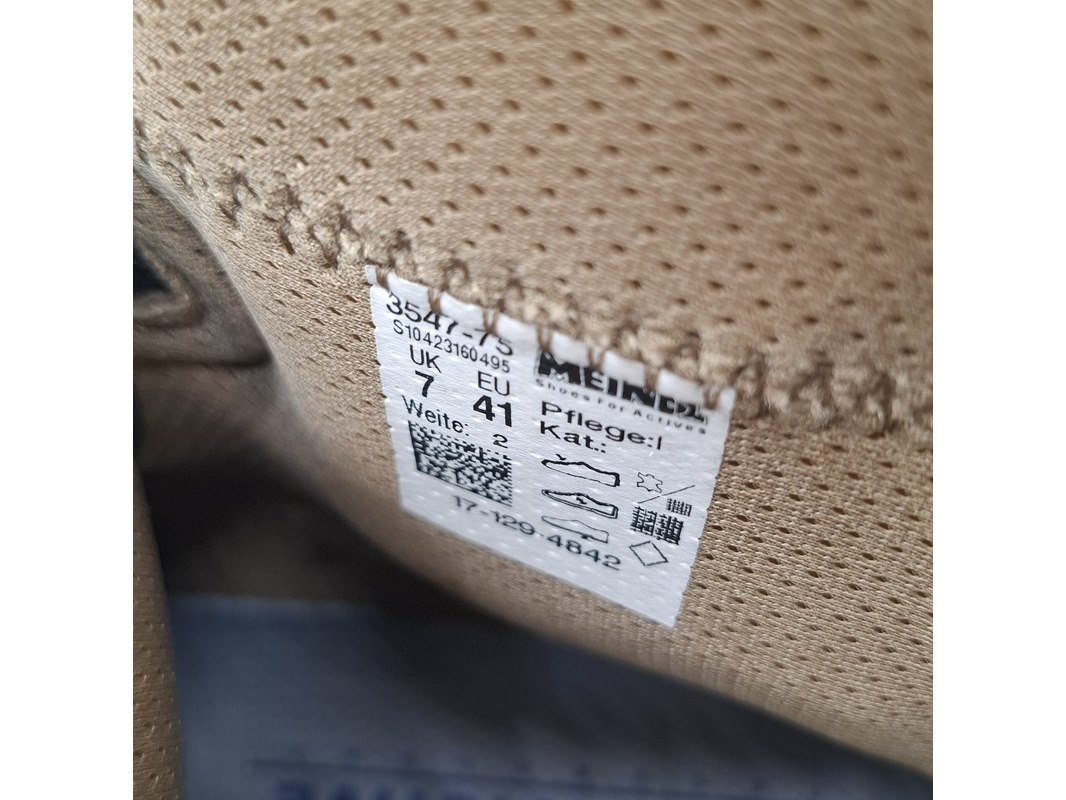 3547-75
S10423160495
UK EU
7 41
Weite: 2
17-129-4842
MEINDL
Shoes For Actives
Pflege:I
Kat.: